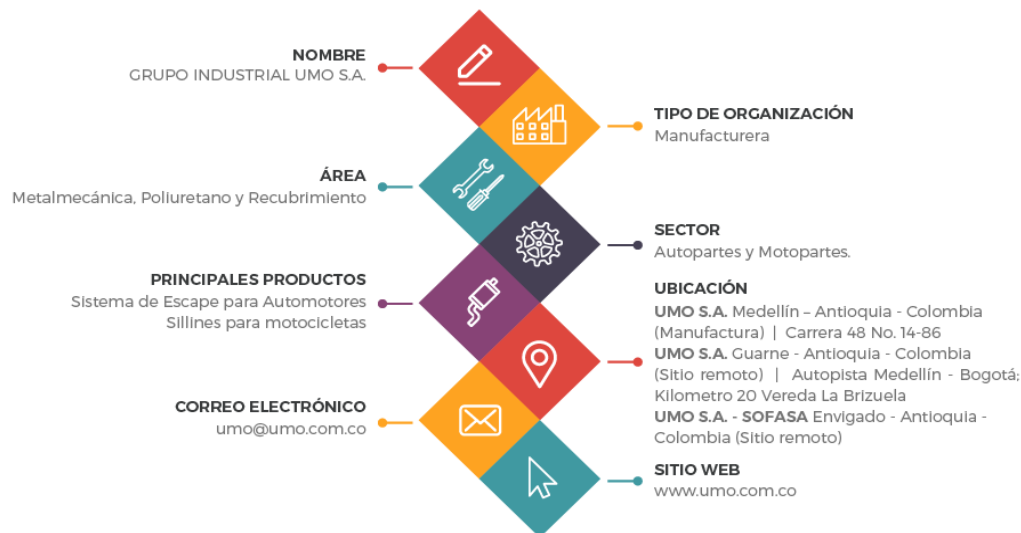 NOMBRE
GRUPO INDUSTRIAL UMO S.A.
TIPO DE ORGANIZACIÓN
Manufacturera
ÁREA
Metalmecánica, Poliuretano y Recubrimiento
SECTOR
Autopartes y Motopartes.
PRINCIPALES PRODUCTOS
Sistema de Escape para Automotores
Sillines para motocicletas
UBICACIÓN
UMO S.A. Medellín – Antioquia - Colombia
(Manufactura) | Carrera 48 No. 14-86
UMO S.A. Guarne - Antioquia - Colombia
(Sitio remoto) | Autopista Medellín - Bogotá;
Kilometro 20 Vereda La Brizuela
UMO S.A. - SOFASA Envigado - Antioquia -
Colombia (Sitio remoto)
CORREO ELECTRÓNICO
umo@umo.com.co
SITIO WEB
www.umo.com.co